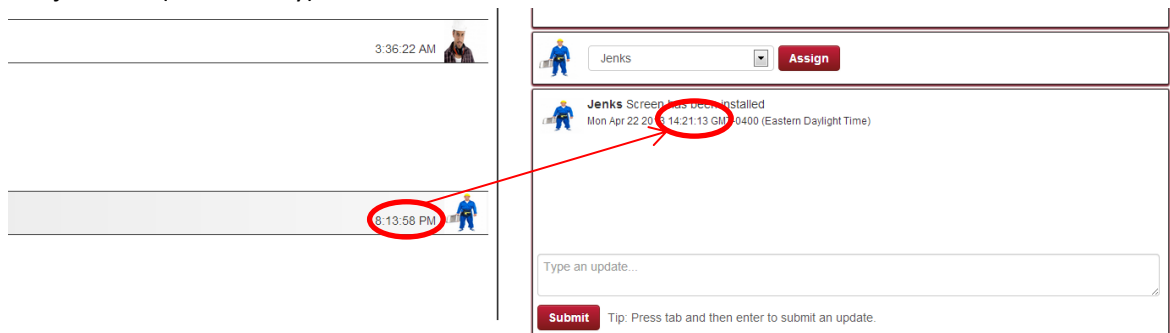 3:36:22 AM
Jenks
Assign
Jenks Screen has been installed
Mon Apr 22 2013 14:21:13 GMT-0400 (Eastern Daylight Time)
8:13:58 PM
Type an update...
Submit
Tip: Press tab and then enter to submit an update.